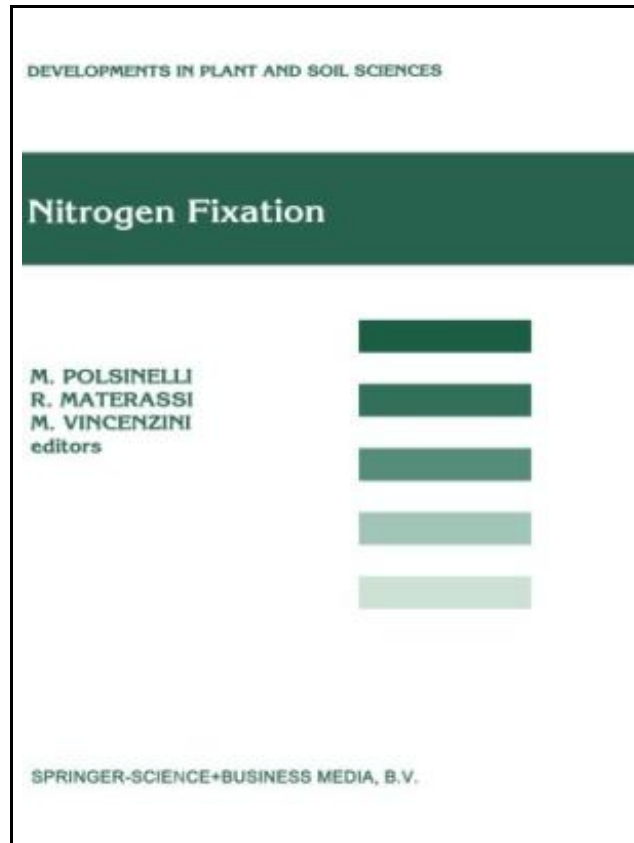 DEVELOPMENTS IN PLANT AND SOIL SCIENCES
Nitrogen Fixation
M. POLSINELLI
R. MATERASSI
M. VINCENZINI
editors
SPRINGER-SCIENCE+BUSINESS MEDIA, B.V.